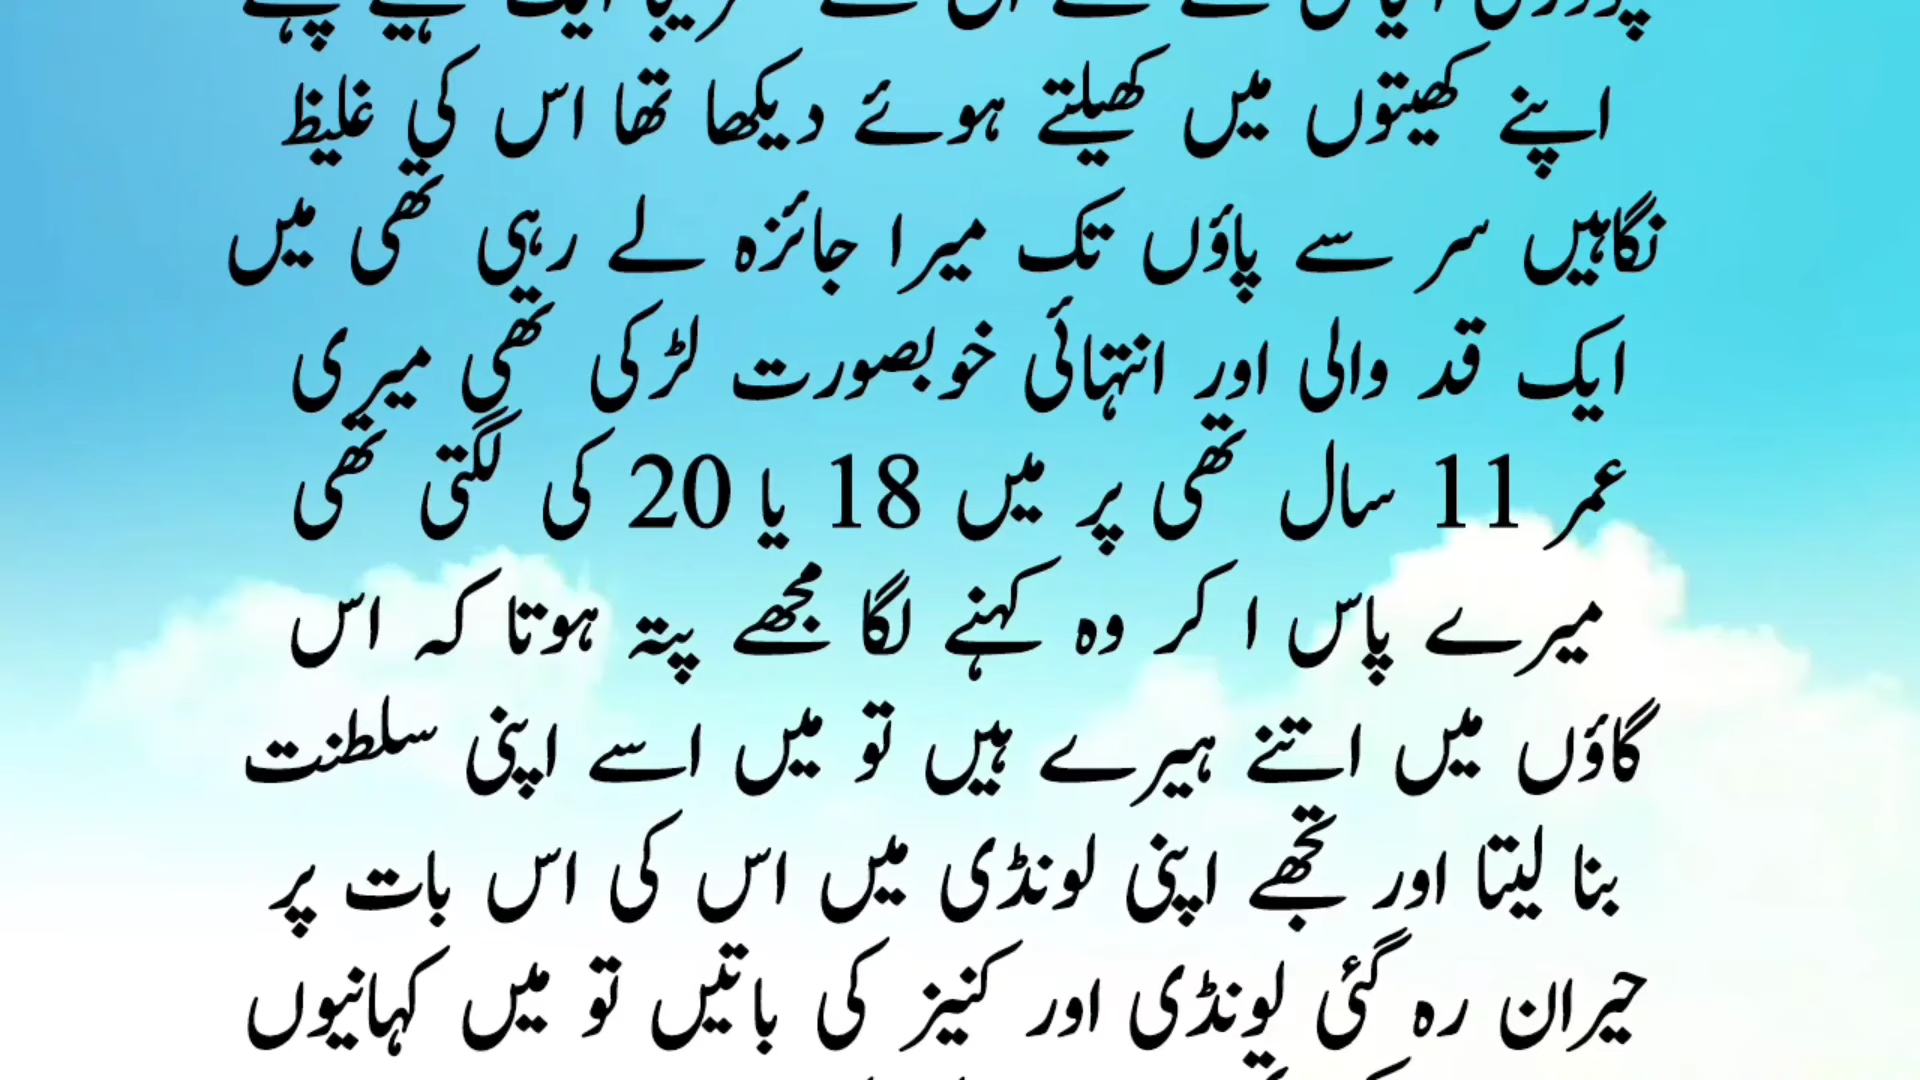 اپنے کھیتوں میں کھیلتے ہوئے دیکھا تھا اس کی غلیظ
نگاہیں سر سے پاؤں تک میرا جائزہ لے رہی تھی میں
ایک قد والی اور انتہائی خوبصورت لڑکی تھی میری
عمر 11 سال تھی پر میں 18 یا 20 کی لگتی تھی
میرے پاس ا کر وہ کہنے لگا مجھے پتہ ہوتا کہ اس
گاؤں میں اتنے ہیرے ہیں تو میں اسے اپنی سلطنت
بنا لیتا اور تجھے اپنی لونڈی میں اس کی اس بات پر
حیران رہ گئی لونڈی اور کنیز کی باتیں تو میں کہانیوں